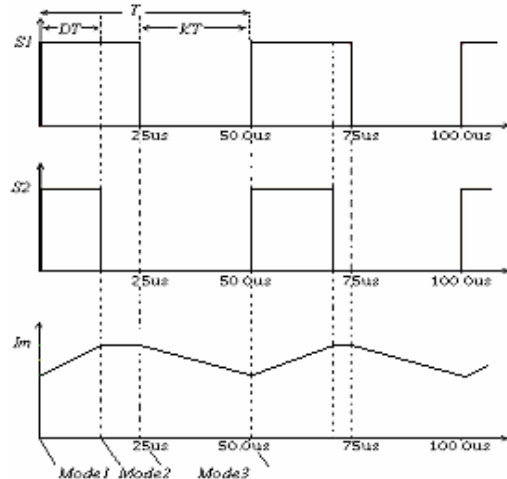 T
DT KT
S1
25us 50.0us 75us 100.0us
S2
25us 50.0us 75us 100.0us
Im
25us 50.0us 75us 100.0us
Mode1 Mode2 Mode3